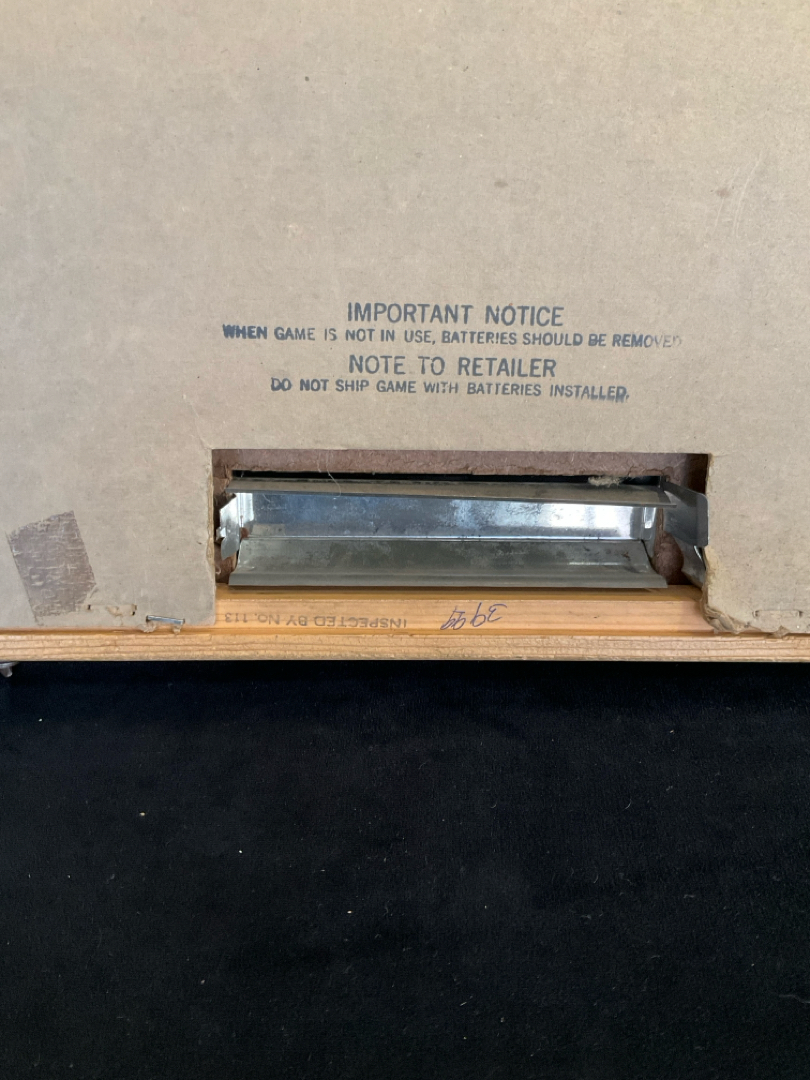 IMPORTANT NOTICE
WHEN GAME IS NOT IN USE, BATTERIES SHOULD BE REMOVED
NOTE TO RETAILER
DO NOT SHIP GAME WITH BATTERIES INSTALLED.
INSPECTED BY No. 113